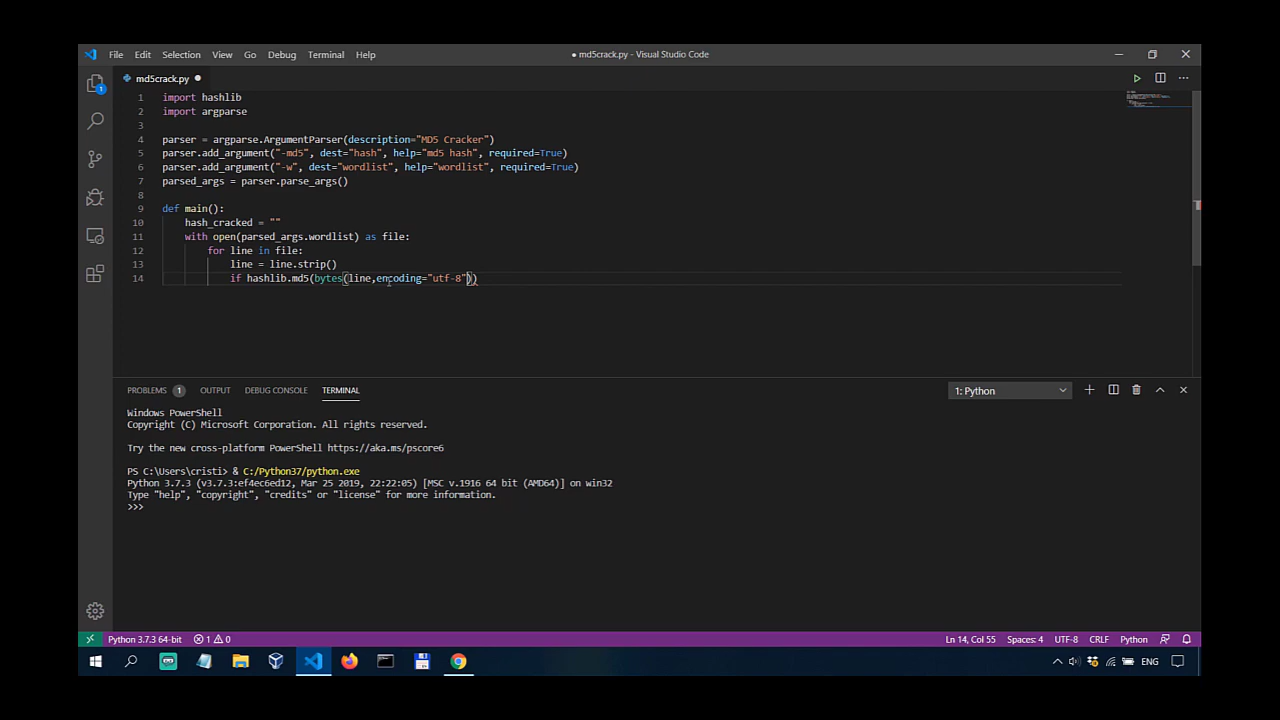 File Edit Selection View Go Debug Terminal Help
● md5crack.py - Visual Studio Code
md5crack.py ●
1 import hashlib
2 import argparse
3
4 parser = argparse.ArgumentParser(description="MD5 Cracker")
5 parser.add_argument("-md5", dest="hash", help="md5 hash", required=True)
6 parser.add_argument("-w", dest="wordlist", help="wordlist", required=True)
7 parsed_args = parser.parse_args()
8
9 def main():
10 hash_cracked = ""
11 with open(parsed_args.wordlist) as file:
12 for line in file:
13 line = line.strip()
14 if hashlib.md5(bytes(line,encoding="utf-8"))
1
PROBLEMS 1 OUTPUT DEBUG CONSOLE TERMINAL 1: Python
Windows PowerShell
Copyright (C) Microsoft Corporation. All rights reserved.
Try the new cross-platform PowerShell https://aka.ms/pscore6
PS C:\Users\cristi> & C:/Python37/python.exe
Python 3.7.3 (v3.7.3:ef4ec6ed12, Mar 25 2019, 22:22:05) [MSC v.1916 64 bit (AMD64)] on win32
Type "help", "copyright", "credits" or "license" for more information.
>>>
Python 3.7.3 64-bit 1 0 Ln 14, Col 55 Spaces: 4 UTF-8 CRLF Python
ENG